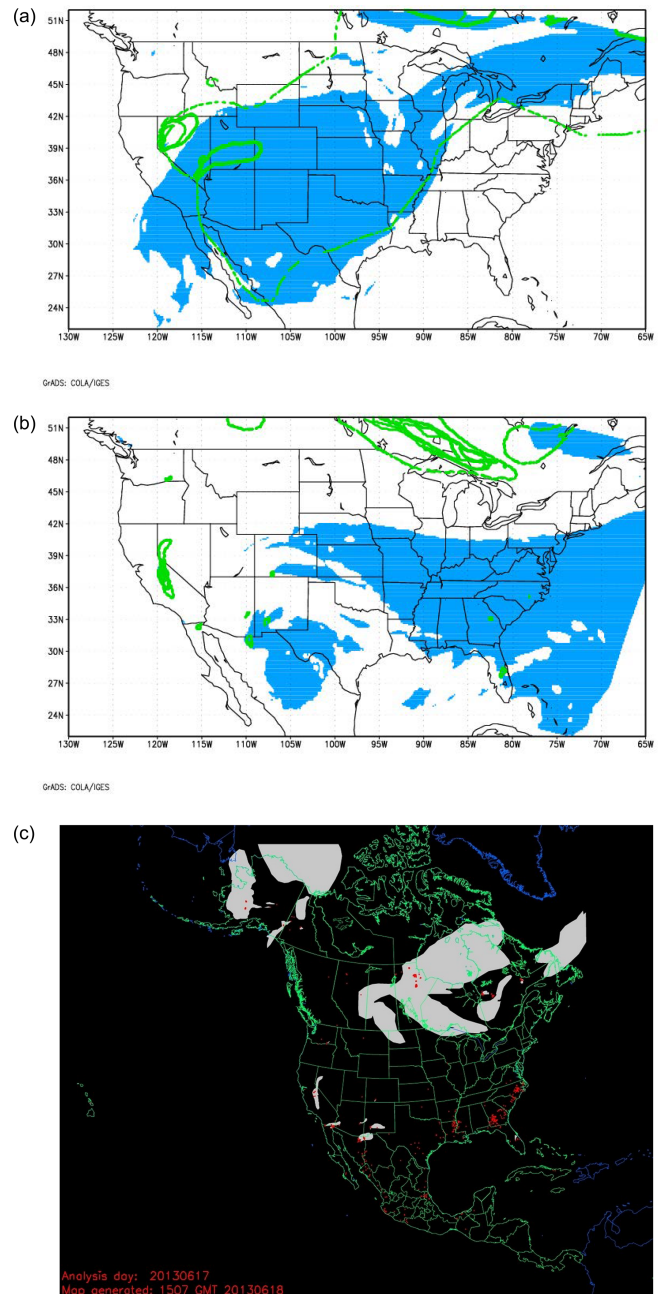 (a)
51N
48N
45N
42N
39N
36N
33N
30N
27N
24N
130W 125W 120W 115W 110W 105W 100W 95W 90W 85W 80W 75W 70W 65W
GrADS: COLA/IGES
(b)
51N
48N
45N
42N
39N
36N
33N
30N
27N
24N
130W 125W 120W 115W 110W 105W 100W 95W 90W 85W 80W 75W 70W 65W
GrADS: COLA/IGES
(c)
Analysis day: 20130617
Map generated: 1507 GMT 20130618